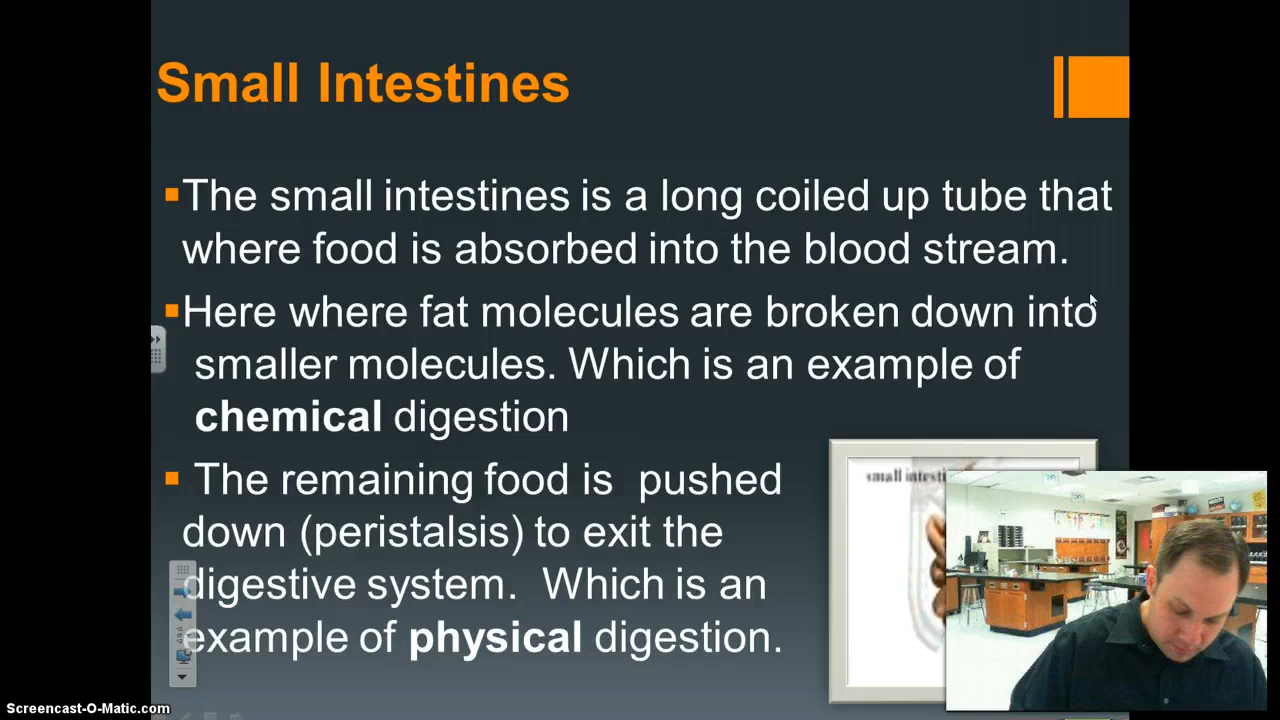 Small Intestines
▪The small intestines is a long coiled up tube that
where food is absorbed into the blood stream.
▪Here where fat molecules are broken down into
smaller molecules. Which is an example of
chemical digestion
▪ The remaining food is pushed
down (peristalsis) to exit the
digestive system. Which is an
example of physical digestion.
small
Screencast-O-Matic.com